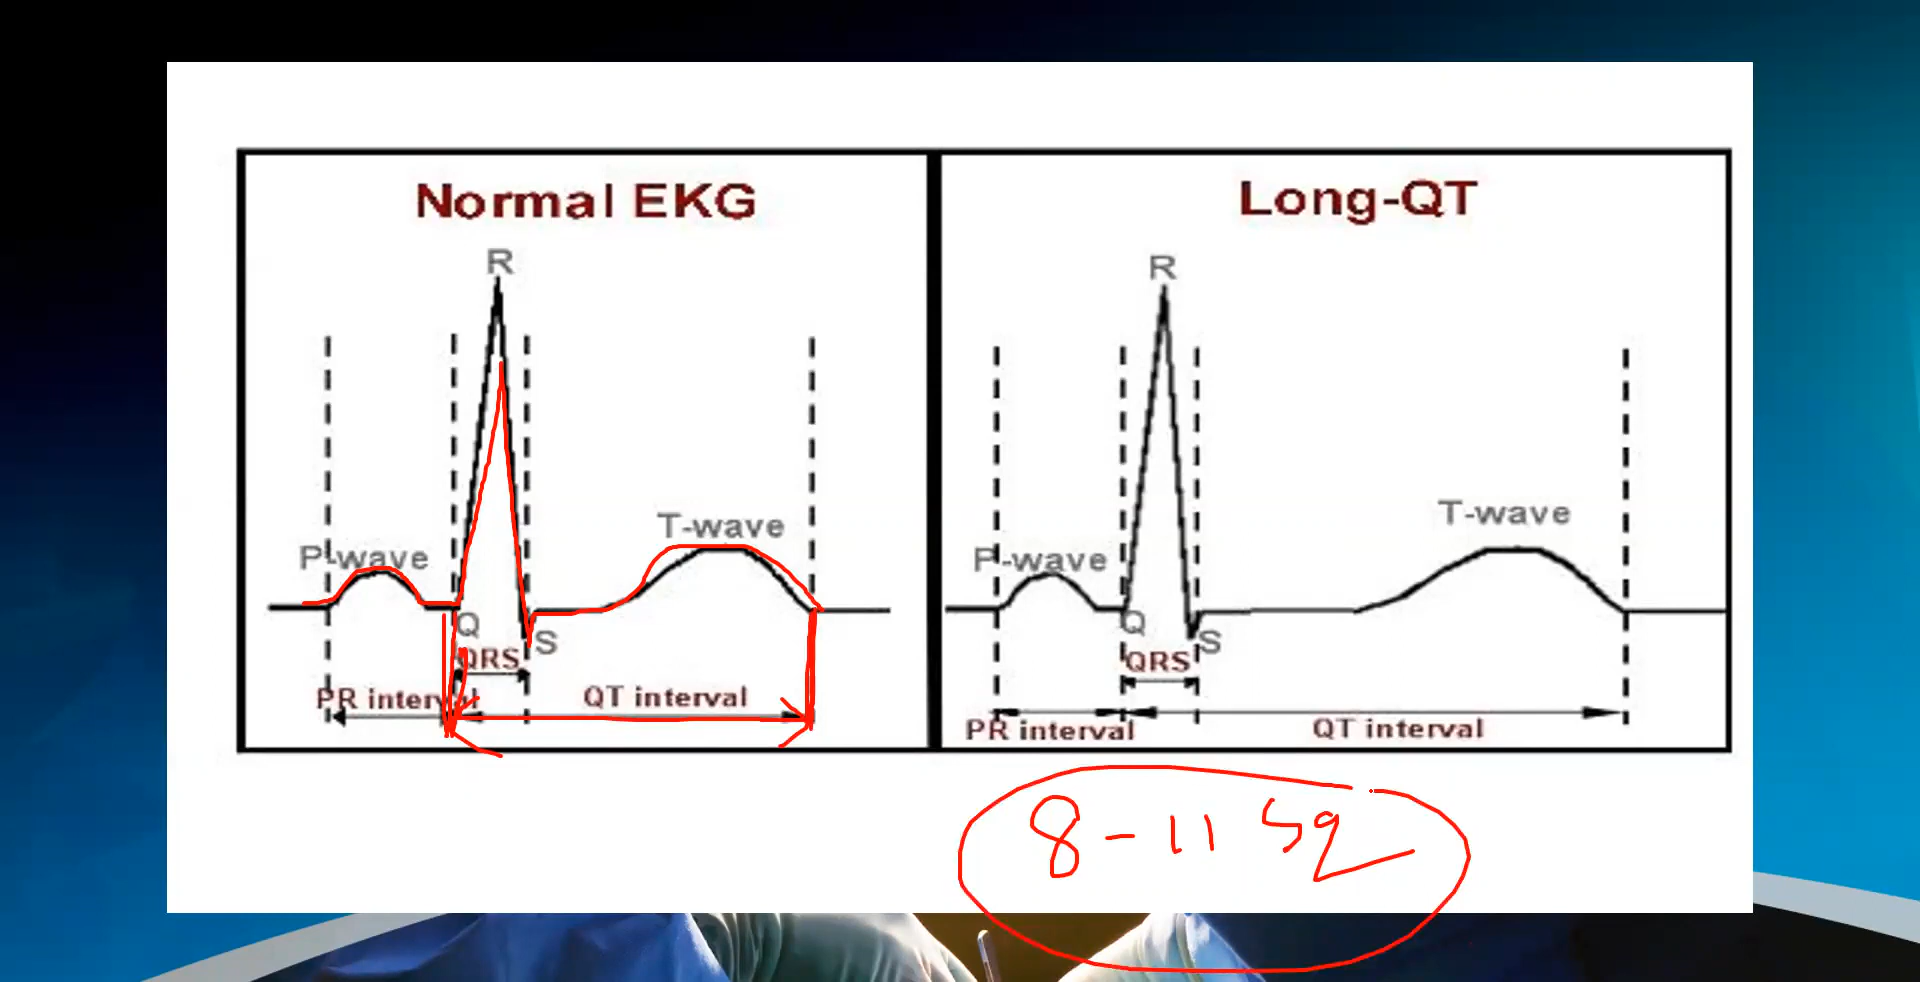 Normal EKG
R
P-wave
T-wave
Q
S
QRS
PR interval
QT interval
Long-QT
R
P-wave
T-wave
Q
S
QRS
PR interval
QT interval
8-11 Sq